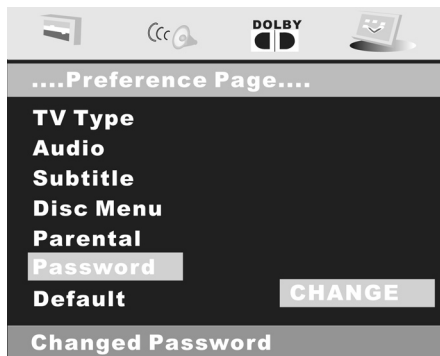 DOLBY
....Preference Page....
TV Type
Audio
Subtitle
Disc Menu
Parental
Password
Default CHANGE
Changed Password